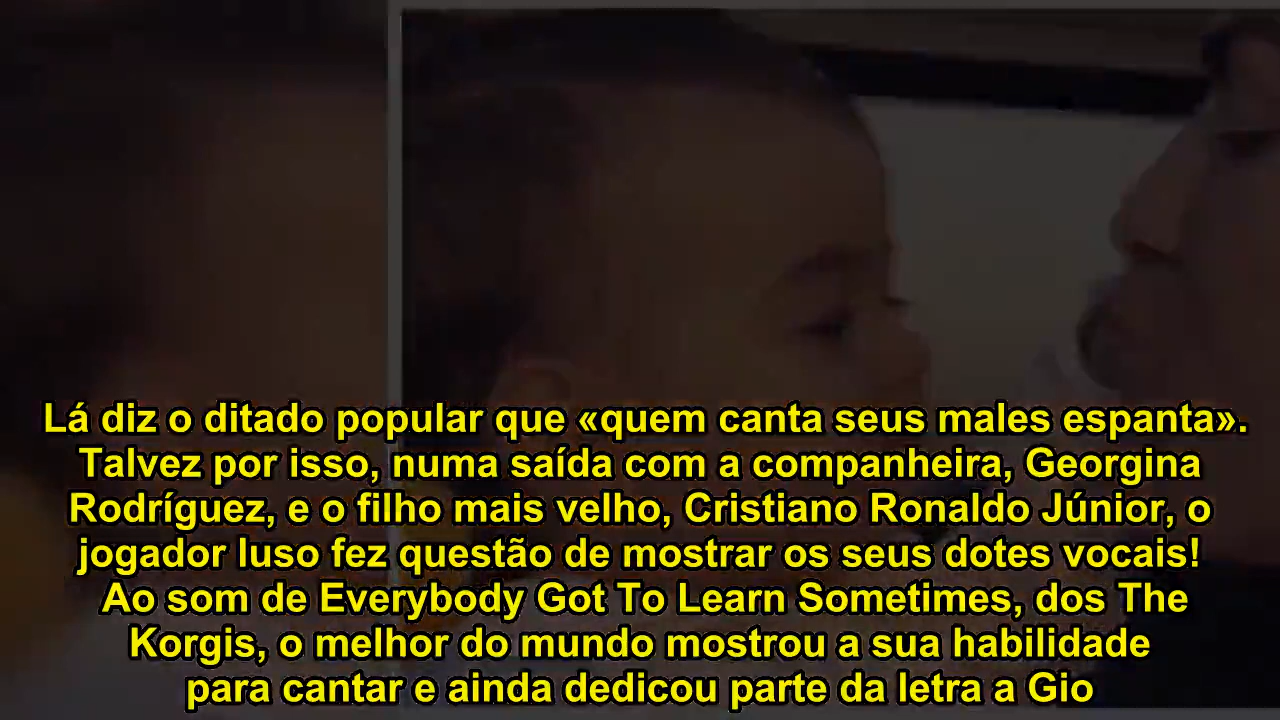 Lá diz o ditado popular que «quem canta seus males espanta».
Talvez por isso, numa saída com a companheira, Georgina
Rodríguez, e o filho mais velho, Cristiano Ronaldo Júnior, o
jogador luso fez questão de mostrar os seus dotes vocais!
Ao som de Everybody Got To Learn Sometimes, dos The
Korgis, o melhor do mundo mostrou a sua habilidade
para cantar e ainda dedicou parte da letra a Gio